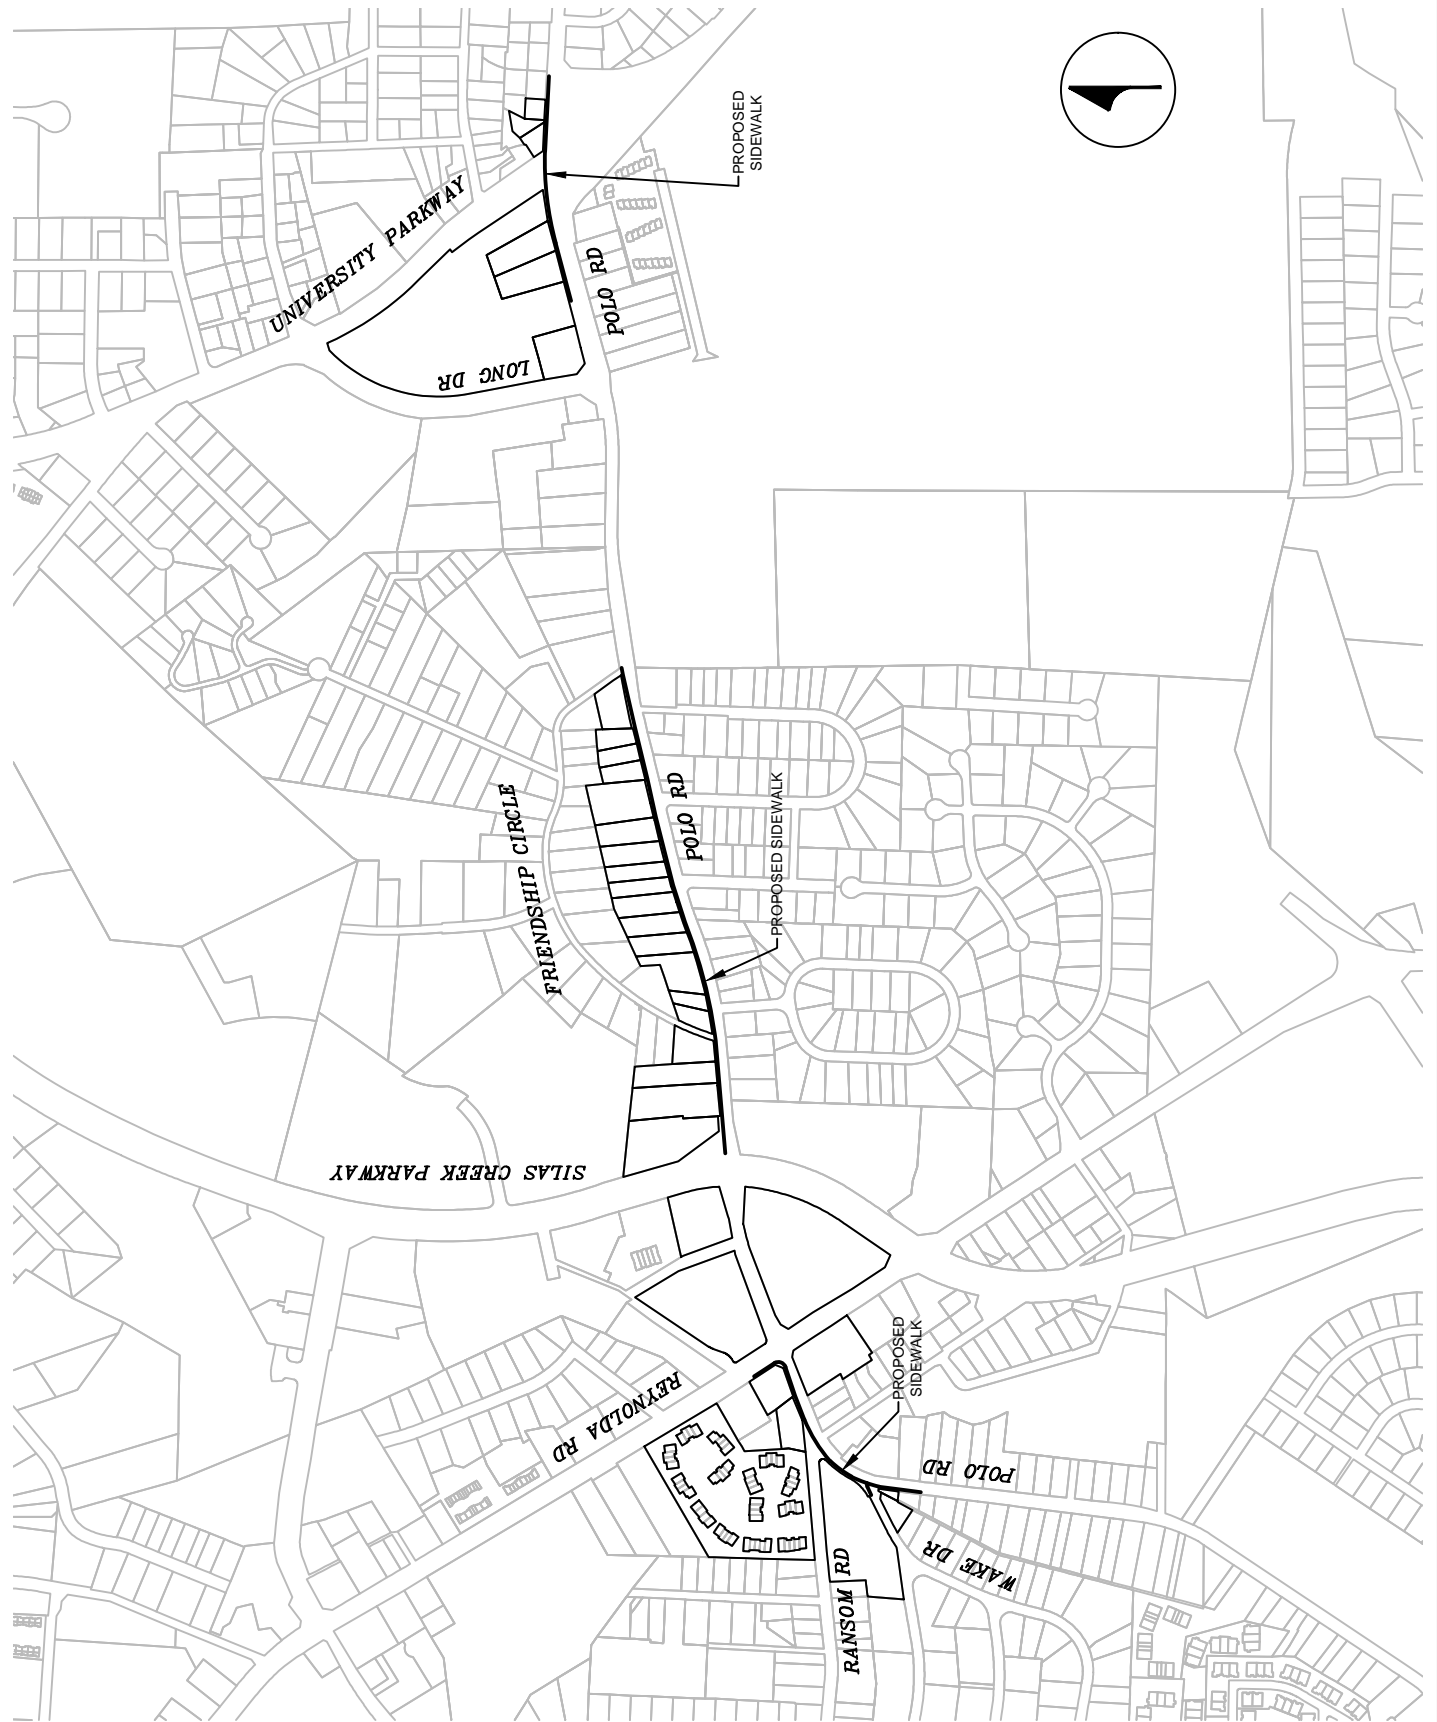 PROPOSED
SIDEWALK
UNIVERSITY PARKWAY
POLO RD
LONG DR
POLO RD
PROPOSED SIDEWALK
FRIENDSHIP CIRCLE
SILAS CREEK PARKWAY
PROPOSED
SIDEWALK
REYNOLDA RD
POLO RD
WAKE DR
RANSOM RD